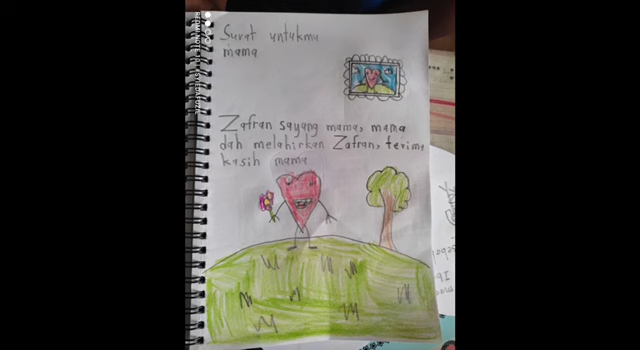 Surat untukmu
mama
Zafran sayang mama, mama
dah melahirkan Zafran, terima
kasih mama